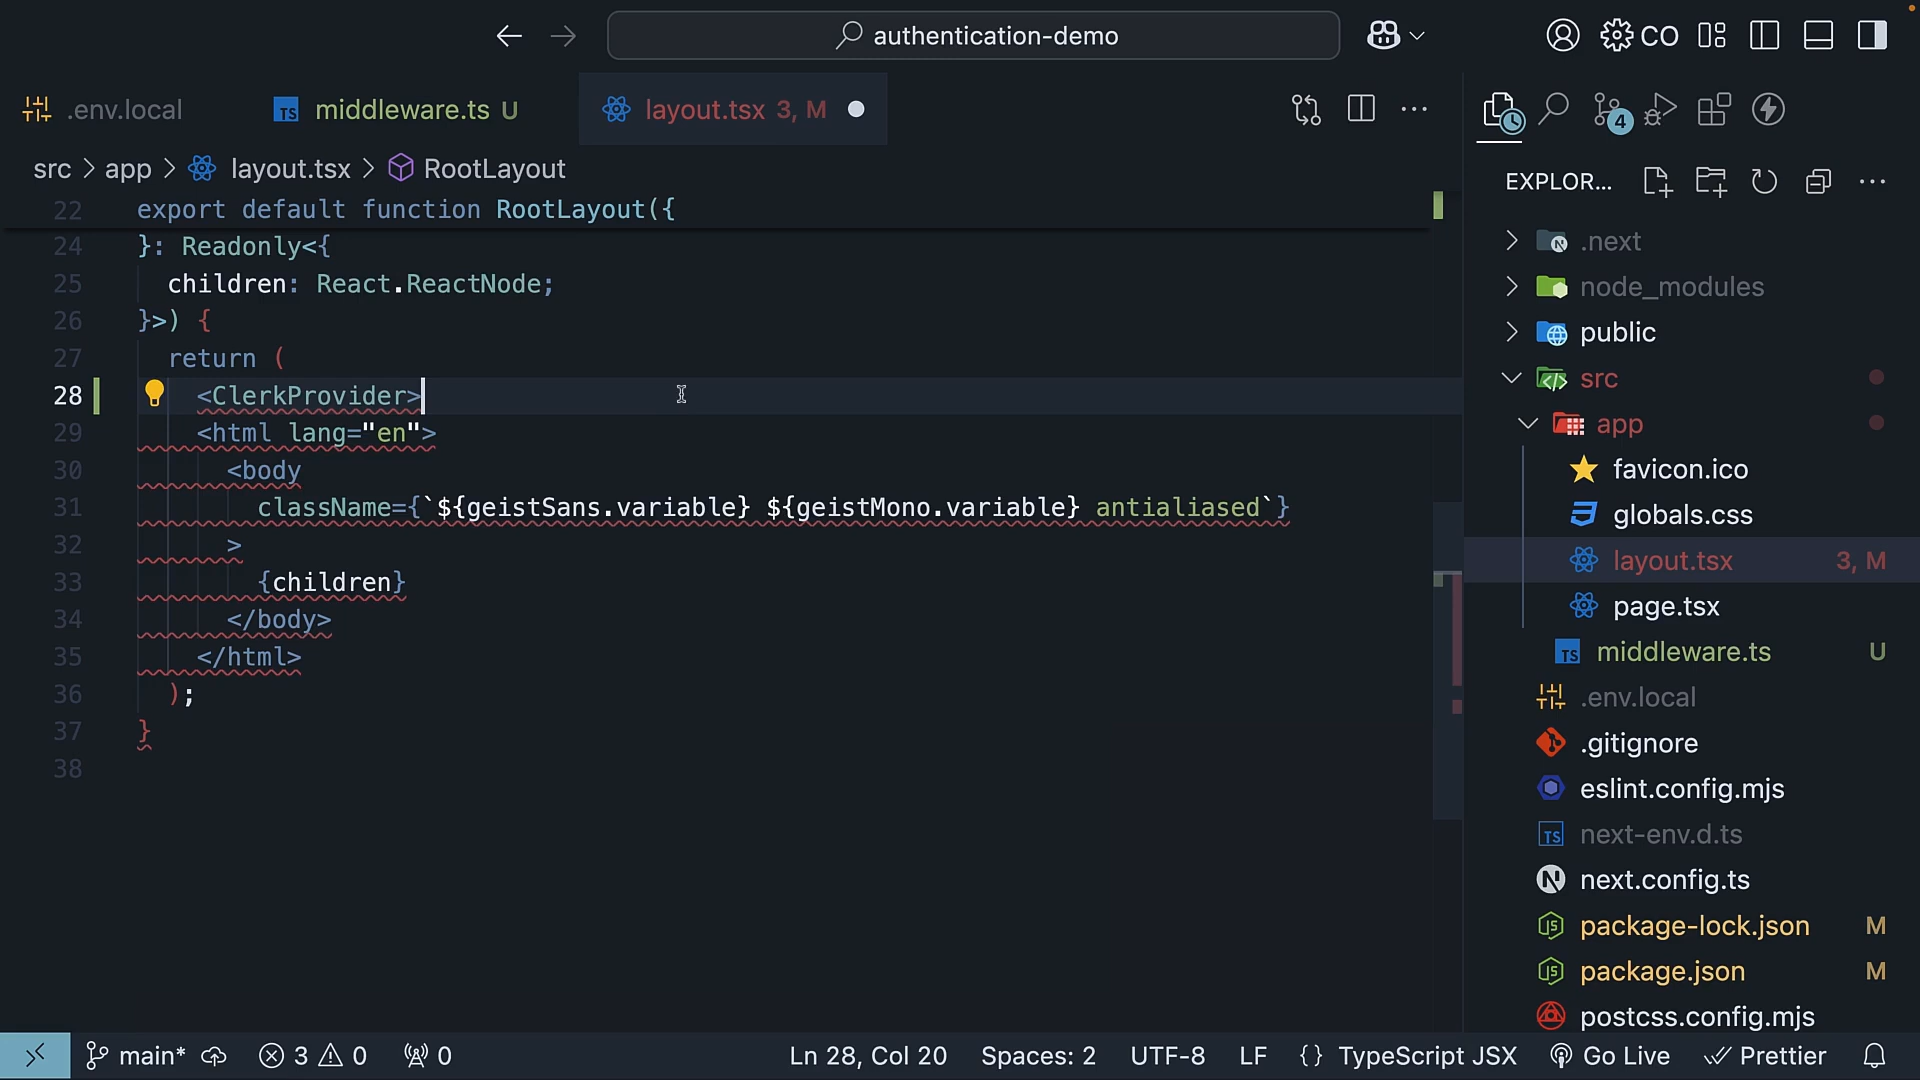 authentication-demo
CO
.env.local
middleware.ts U
layout.tsx 3, M
4
src > app > layout.tsx > RootLayout
EXPLOR...
22 export default function RootLayout({
24 }: Readonly<{
25 children: React.ReactNode;
26 }>) {
27 return (
28 <ClerkProvider>
29 <html lang="en">
30 <body
31 className={`${geistSans.variable} ${geistMono.variable} antialiased`}
32 >
33 {children}
34 </body>
35 </html>
36 );
37 }
38
.next
node_modules
public
src
app
favicon.ico
globals.css
layout.tsx 3, M
page.tsx
TS middleware.ts U
.env.local
.gitignore
eslint.config.mjs
TS next-env.d.ts
next.config.ts
package-lock.json M
package.json M
postcss.config.mjs
main* 3 0 0 Ln 28, Col 20 Spaces: 2 UTF-8 LF {} TypeScript JSX Go Live Prettier